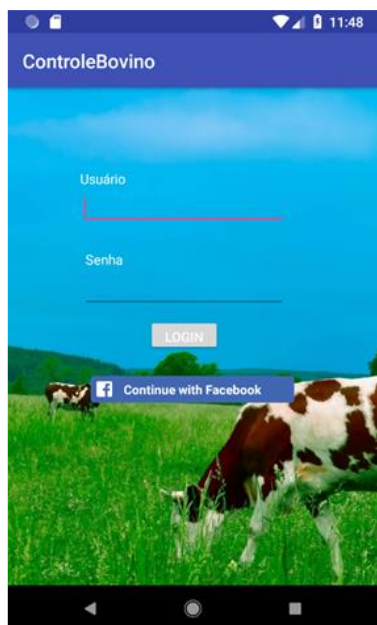 11:48
ControleBovino
Usuário
Senha
LOGIN
Continue with Facebook